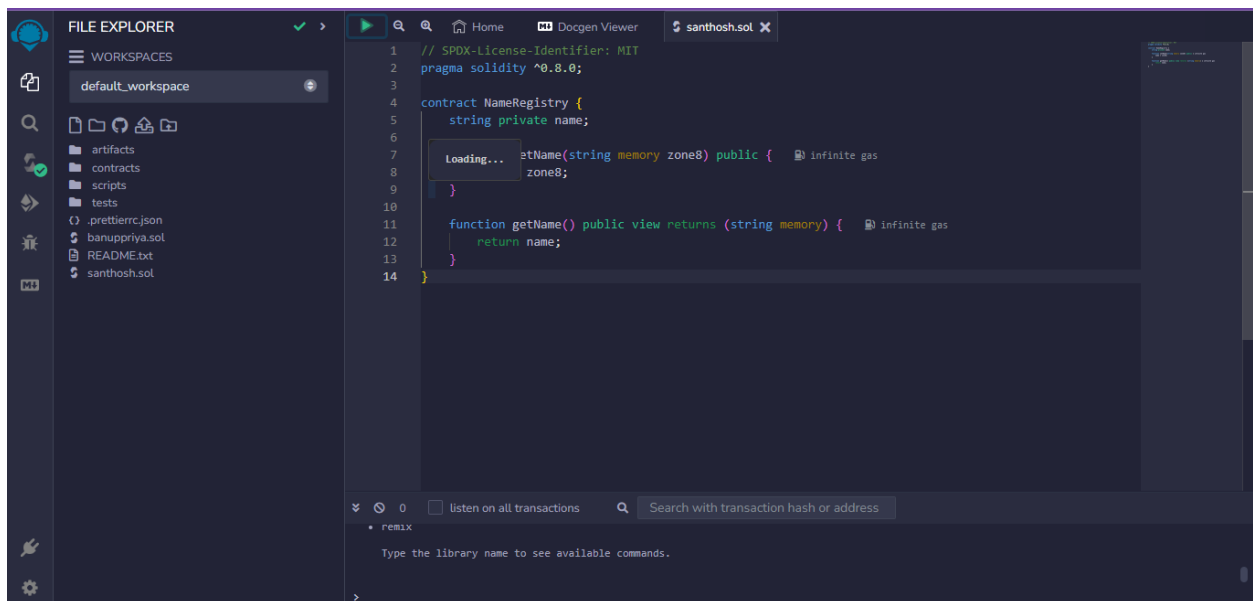 FILE EXPLORER
WORKSPACES
default_workspace
artifacts
contracts
scripts
tests
.prettierrc.json
banuppriya.sol
README.txt
santhosh.sol
Home
Docgen Viewer
santhosh.sol
1 // SPDX-License-Identifier: MIT
2 pragma solidity ^0.8.0;
3
4 contract NameRegistry {
5 string private name;
6
7 Loading... etName(string memory zone8) public { infinite gas
8 zone8;
9 }
10
11 function getName() public view returns (string memory) { infinite gas
12 return name;
13 }
14 }
0 listen on all transactions Search with transaction hash or address
• remix
Type the library name to see available commands.
>